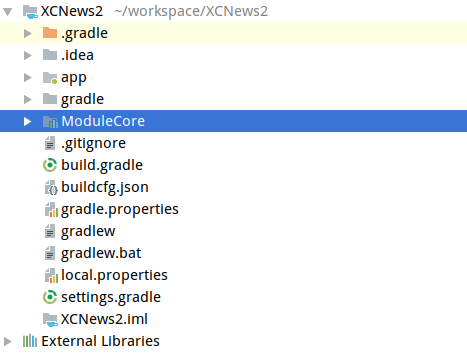 XCNews2 ~/workspace/XCNews2
.gradle
.idea
app
gradle
ModuleCore
.gitignore
build.gradle
buildcfg.json
gradle.properties
gradlew
gradlew.bat
local.properties
settings.gradle
XCNews2.iml
External Libraries